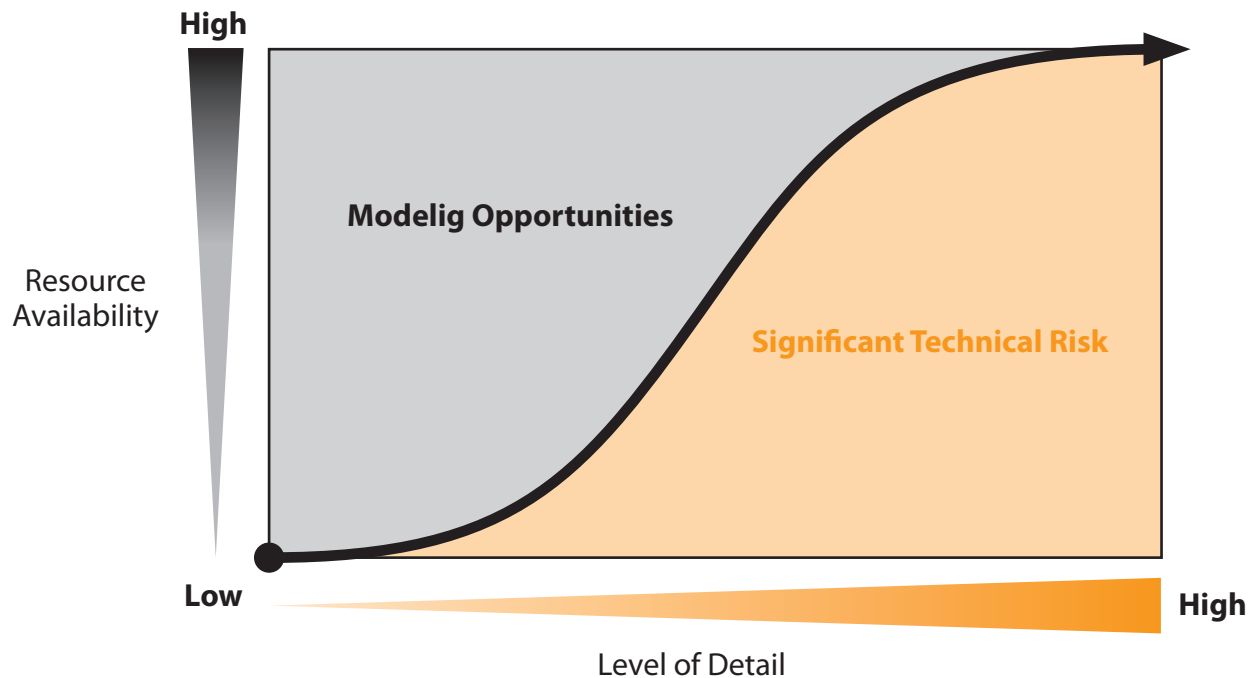 High
Modelig Opportunities
Resource
Availability
Significant Technical Risk
Low
High
Level of Detail